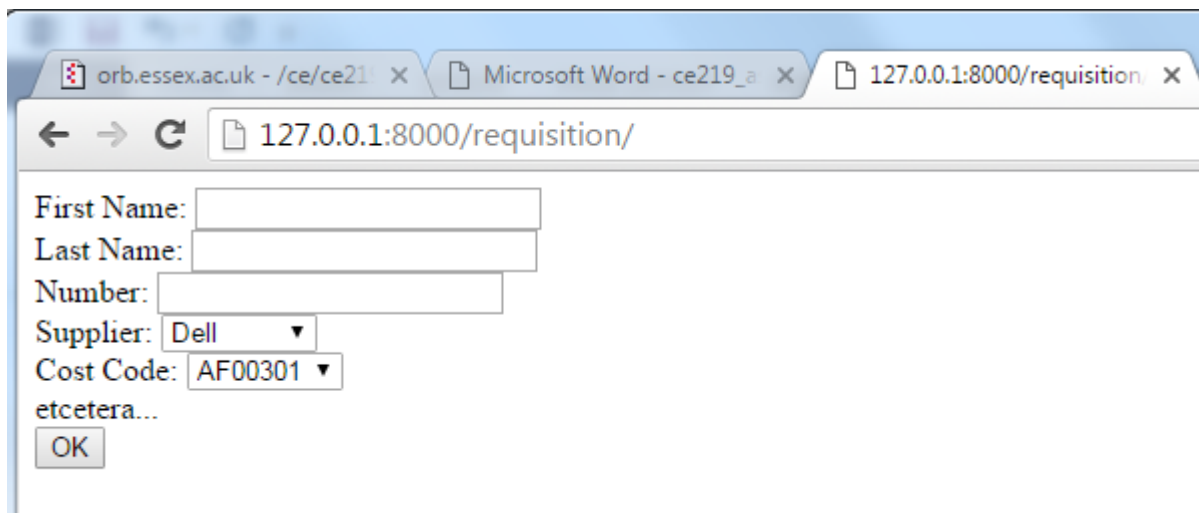 orb.essex.ac.uk - /ce/ce21
Microsoft Word - ce219_a
127.0.0.1:8000/requisition
127.0.0.1:8000/requisition/
First Name:
Last Name:
Number:
Supplier: Dell
Cost Code: AF00301
etcetera...
OK